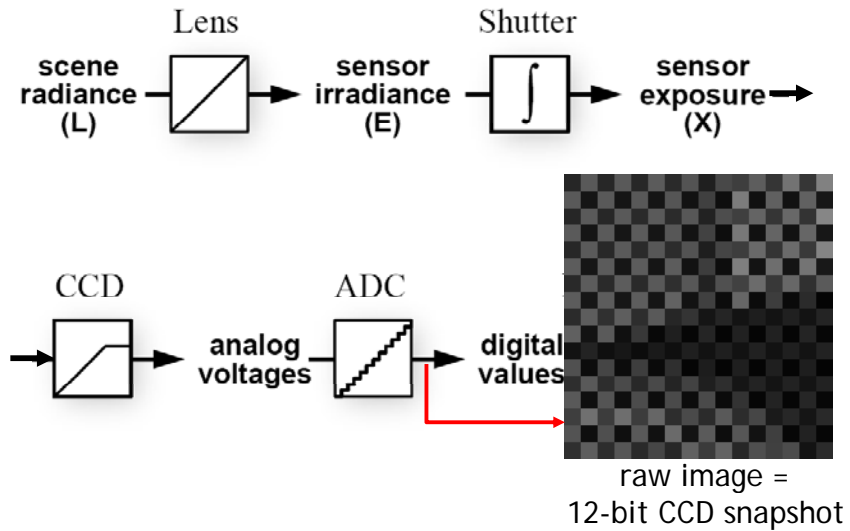 Lens Shutter
scene radiance (L) sensor irradiance (E) ∫ sensor exposure (X)
CCD ADC
analog voltages digital values
raw image =
12-bit CCD snapshot